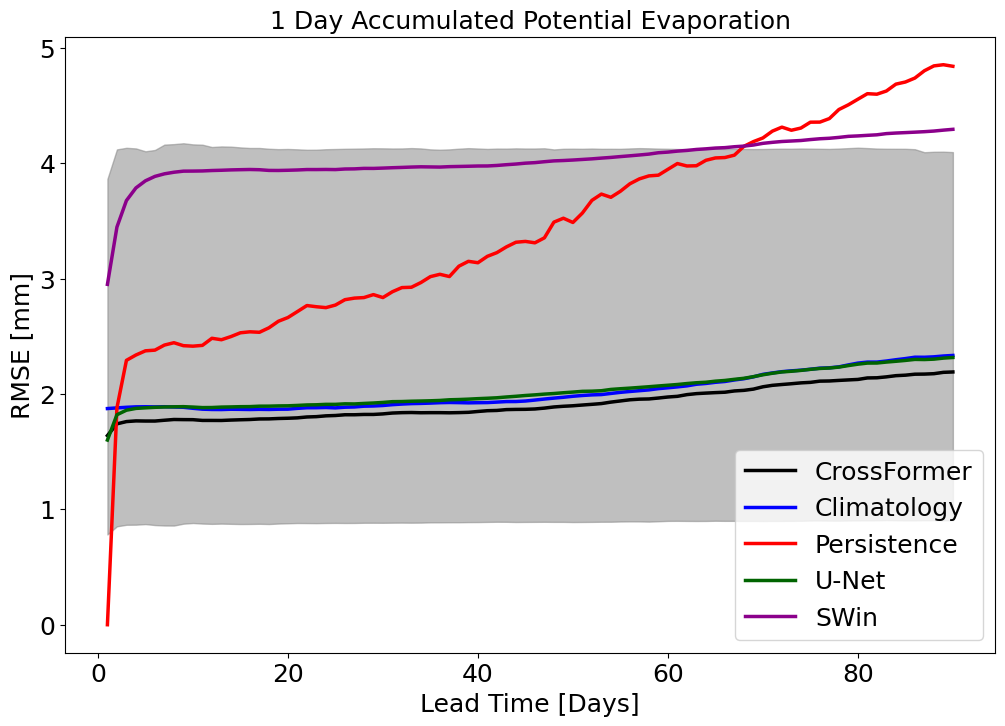 1 Day Accumulated Potential Evaporation
5
4
3
2
1
0
RMSE [mm]
CrossFormer
Climatology
Persistence
U-Net
SWin
0 20 40 60 80
Lead Time [Days]